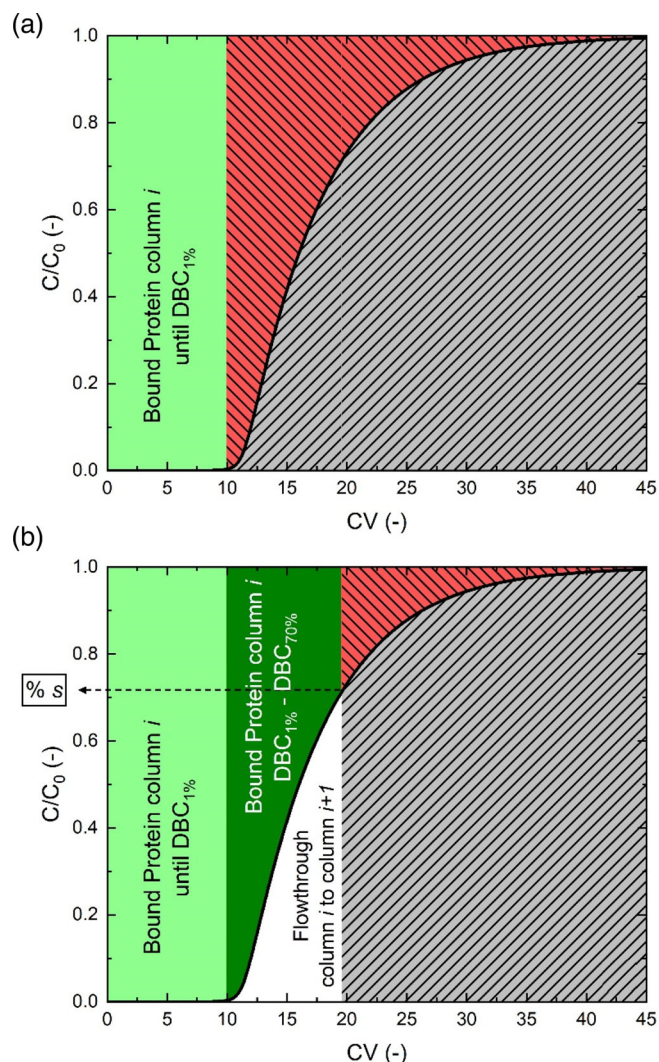 (a)
1.0
0.8
0.6
0.4
0.2
0.0
C/C₀ (-)
Bound Protein column i
until DBC₁%
0 5 10 15 20 25 30 35 40 45
CV (-)
(b)
1.0
0.8
0.6
0.4
0.2
0.0
% s
C/C₀ (-)
Bound Protein column i
until DBC₁%
Bound Protein column i
DBC₁% - DBC₇₀%
Flowthrough
column i to column i+1
0 5 10 15 20 25 30 35 40 45
CV (-)